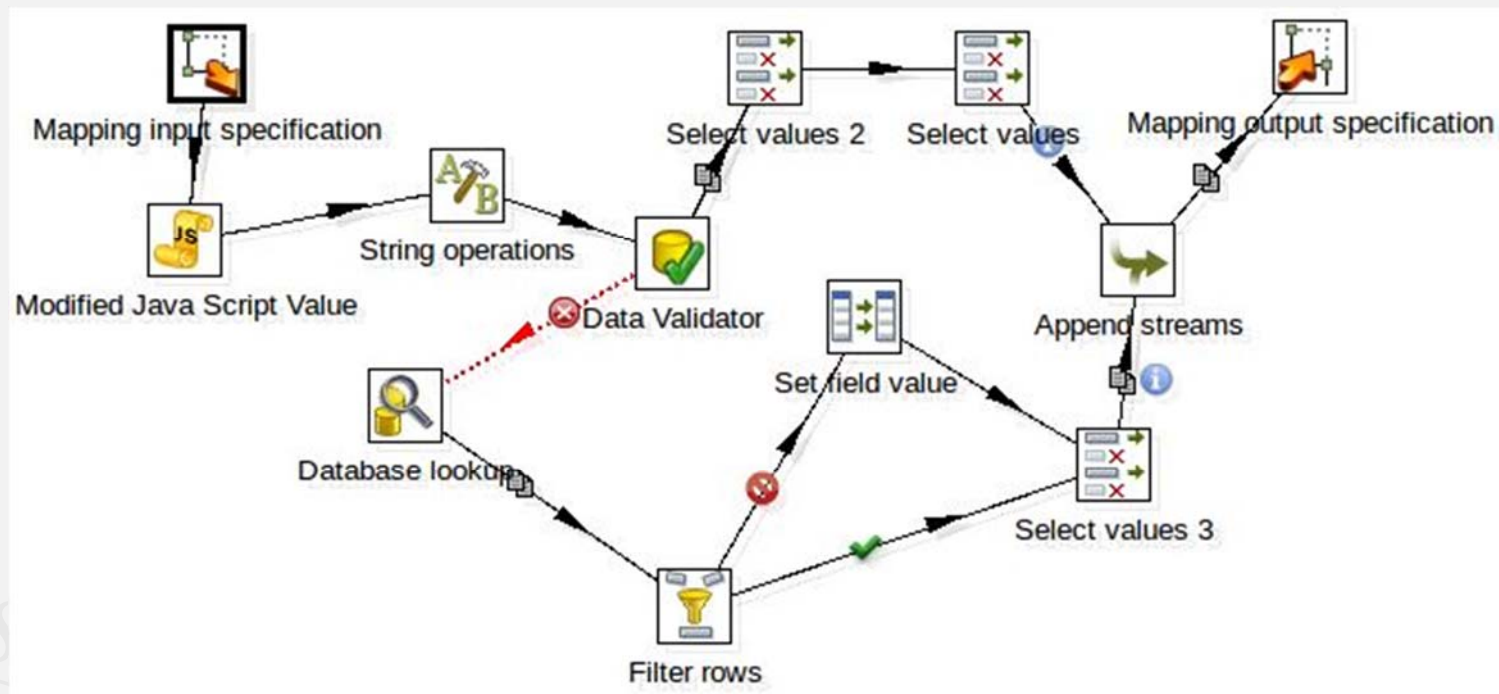 Mapping input specification
Select values 2
Select values
Mapping output specification
JS
A
B
String operations
Modified Java Script Value
Data Validator
Append streams
Set field value
Database lookup
Select values 3
Filter rows